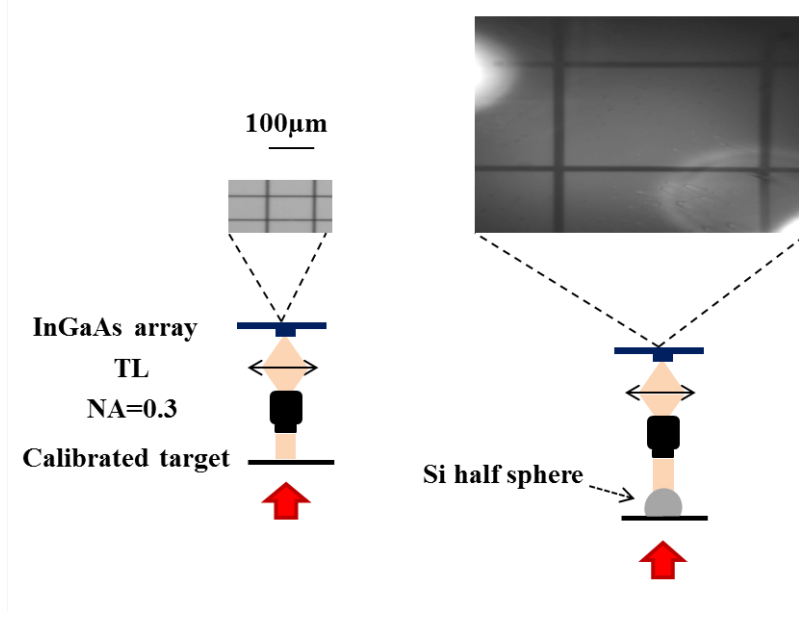 100µm
InGaAs array
TL
NA=0.3
Calibrated target
Si half sphere